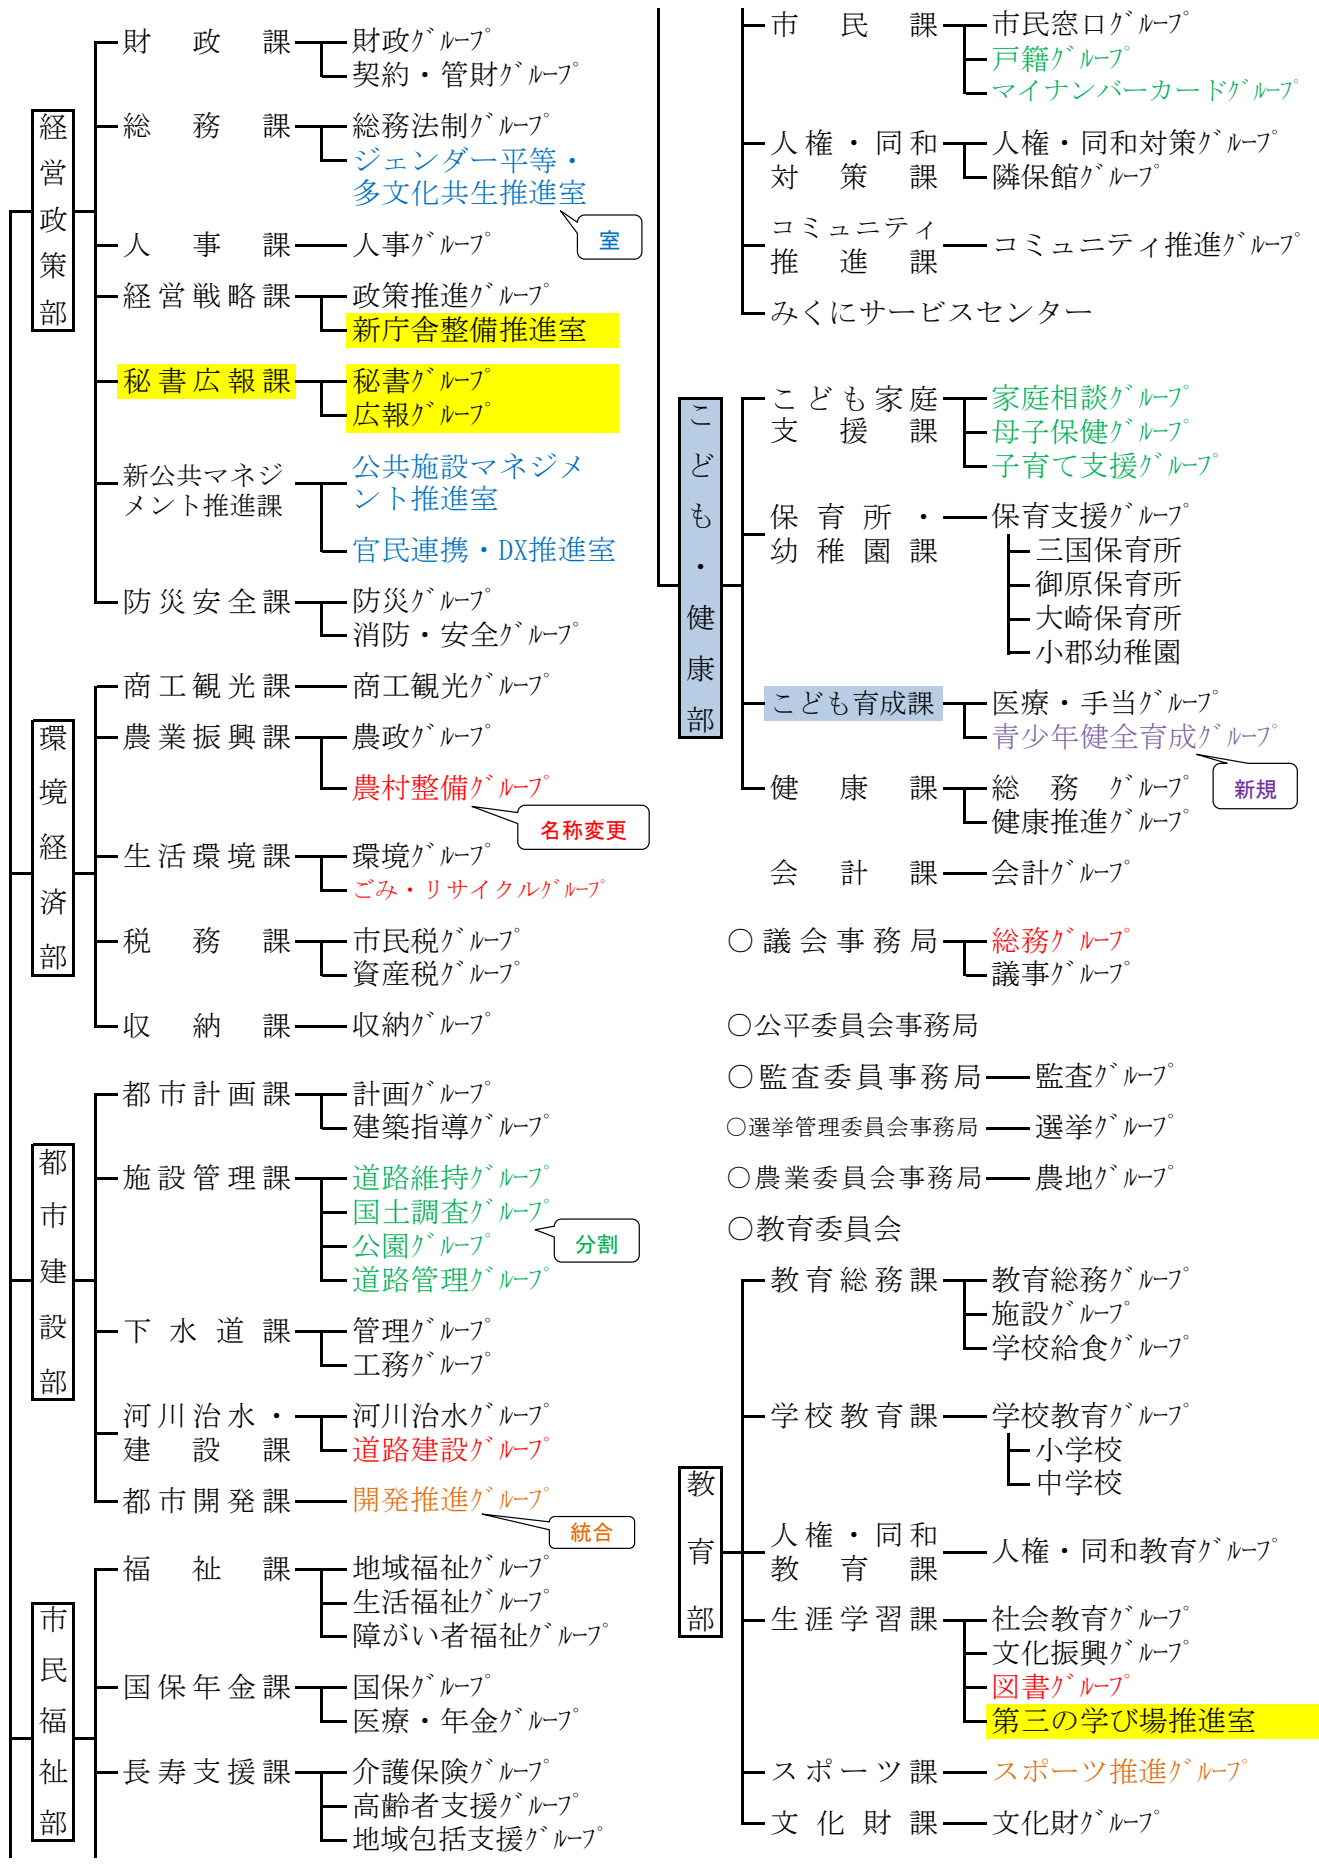 経営政策部
財政課
財政ｸﾞﾙｰﾌﾟ
契約・管財ｸﾞﾙｰﾌﾟ
総務課
総務法制ｸﾞﾙｰﾌﾟ
ジェンダー平等・
多文化共生推進室
室
人事課
人事ｸﾞﾙｰﾌﾟ
経営戦略課
政策推進ｸﾞﾙｰﾌﾟ
新庁舎整備推進室
秘書広報課
秘書ｸﾞﾙｰﾌﾟ
広報ｸﾞﾙｰﾌﾟ
新公共マネジ
メント推進課
公共施設マネジメ
ント推進室
官民連携・DX推進室
防災安全課
防災ｸﾞﾙｰﾌﾟ
消防・安全ｸﾞﾙｰﾌﾟ
環境経済部
商工観光課
商工観光ｸﾞﾙｰﾌﾟ
農業振興課
農政ｸﾞﾙｰﾌﾟ
農村整備ｸﾞﾙｰﾌﾟ
名称変更
生活環境課
環境ｸﾞﾙｰﾌﾟ
ごみ・リサイクルｸﾞﾙｰﾌﾟ
税務課
市民税ｸﾞﾙｰﾌﾟ
資産税ｸﾞﾙｰﾌﾟ
収納課
収納ｸﾞﾙｰﾌﾟ
都市建設部
都市計画課
計画ｸﾞﾙｰﾌﾟ
建築指導ｸﾞﾙｰﾌﾟ
施設管理課
道路維持ｸﾞﾙｰﾌﾟ
国土調査ｸﾞﾙｰﾌﾟ
公園ｸﾞﾙｰﾌﾟ
道路管理ｸﾞﾙｰﾌﾟ
分割
下水道課
管理ｸﾞﾙｰﾌﾟ
工務ｸﾞﾙｰﾌﾟ
河川治水・
建設課
河川治水ｸﾞﾙｰﾌﾟ
道路建設ｸﾞﾙｰﾌﾟ
都市開発課
開発推進ｸﾞﾙｰﾌﾟ
統合
市民福祉部
福祉課
地域福祉ｸﾞﾙｰﾌﾟ
生活福祉ｸﾞﾙｰﾌﾟ
障がい者福祉ｸﾞﾙｰﾌﾟ
国保年金課
国保ｸﾞﾙｰﾌﾟ
医療・年金ｸﾞﾙｰﾌﾟ
長寿支援課
介護保険ｸﾞﾙｰﾌﾟ
高齢者支援ｸﾞﾙｰﾌﾟ
地域包括支援ｸﾞﾙｰﾌﾟ
市民課
市民窓口ｸﾞﾙｰﾌﾟ
戸籍ｸﾞﾙｰﾌﾟ
マイナンバーカードｸﾞﾙｰﾌﾟ
人権・同和
対策課
人権・同和対策ｸﾞﾙｰﾌﾟ
隣保館ｸﾞﾙｰﾌﾟ
コミュニティ
推進課
コミュニティ推進ｸﾞﾙｰﾌﾟ
みくにサービスセンター
こども・健康部
こども家庭
支援課
家庭相談ｸﾞﾙｰﾌﾟ
母子保健ｸﾞﾙｰﾌﾟ
子育て支援ｸﾞﾙｰﾌﾟ
保育所・
幼稚園課
保育支援ｸﾞﾙｰﾌﾟ
三国保育所
御原保育所
大崎保育所
小郡幼稚園
こども育成課
医療・手当ｸﾞﾙｰﾌﾟ
青少年健全育成ｸﾞﾙｰﾌﾟ
新規
健康課
総務ｸﾞﾙｰﾌﾟ
健康推進ｸﾞﾙｰﾌﾟ
会計課
会計ｸﾞﾙｰﾌﾟ
○議会事務局
総務ｸﾞﾙｰﾌﾟ
議事ｸﾞﾙｰﾌﾟ
○公平委員会事務局
○監査委員事務局
監査ｸﾞﾙｰﾌﾟ
○選挙管理委員会事務局
選挙ｸﾞﾙｰﾌﾟ
○農業委員会事務局
農地ｸﾞﾙｰﾌﾟ
○教育委員会
教育部
教育総務課
教育総務ｸﾞﾙｰﾌﾟ
施設ｸﾞﾙｰﾌﾟ
学校給食ｸﾞﾙｰﾌﾟ
学校教育課
学校教育ｸﾞﾙｰﾌﾟ
小学校
中学校
人権・同和
教育課
人権・同和教育ｸﾞﾙｰﾌﾟ
生涯学習課
社会教育ｸﾞﾙｰﾌﾟ
文化振興ｸﾞﾙｰﾌﾟ
図書ｸﾞﾙｰﾌﾟ
第三の学び場推進室
スポーツ課
スポーツ推進ｸﾞﾙｰﾌﾟ
文化財課
文化財ｸﾞﾙｰﾌﾟ